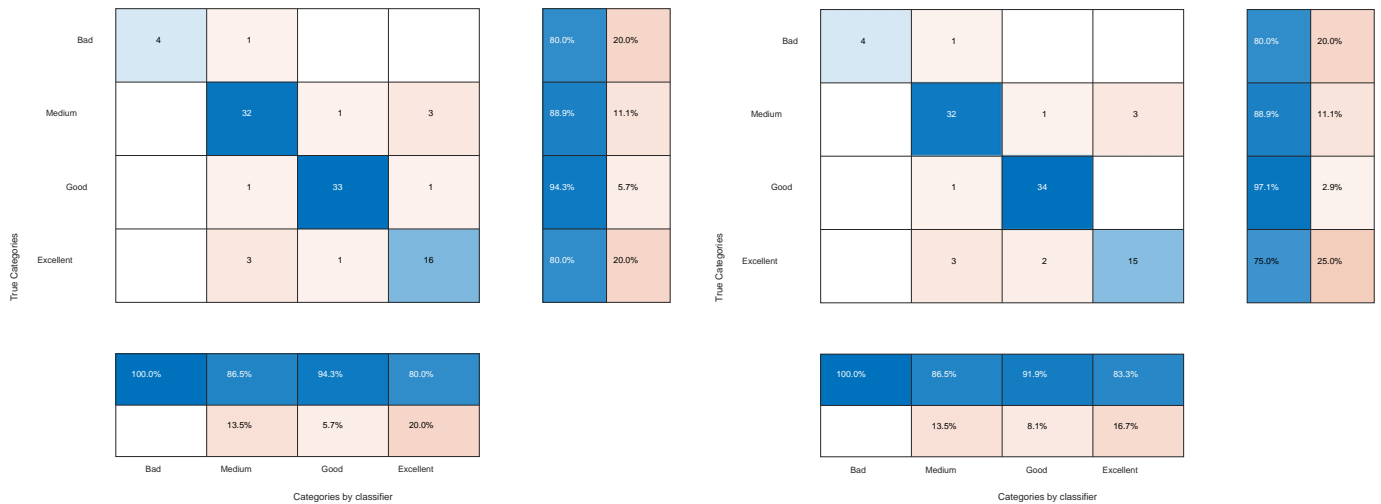 Bad 4 1 80.0% 20.0%
Medium 32 1 3 88.9% 11.1%
Good 1 33 1 94.3% 5.7%
Excellent 3 1 16 80.0% 20.0%
True Categories
100.0% 86.5% 94.3% 80.0%
13.5% 5.7% 20.0%
Bad Medium Good Excellent
Categories by classifier
Bad 4 1 80.0% 20.0%
Medium 32 1 3 88.9% 11.1%
Good 1 34 97.1% 2.9%
Excellent 3 2 15 75.0% 25.0%
True Categories
100.0% 86.5% 91.9% 83.3%
13.5% 8.1% 16.7%
Bad Medium Good Excellent
Categories by classifier